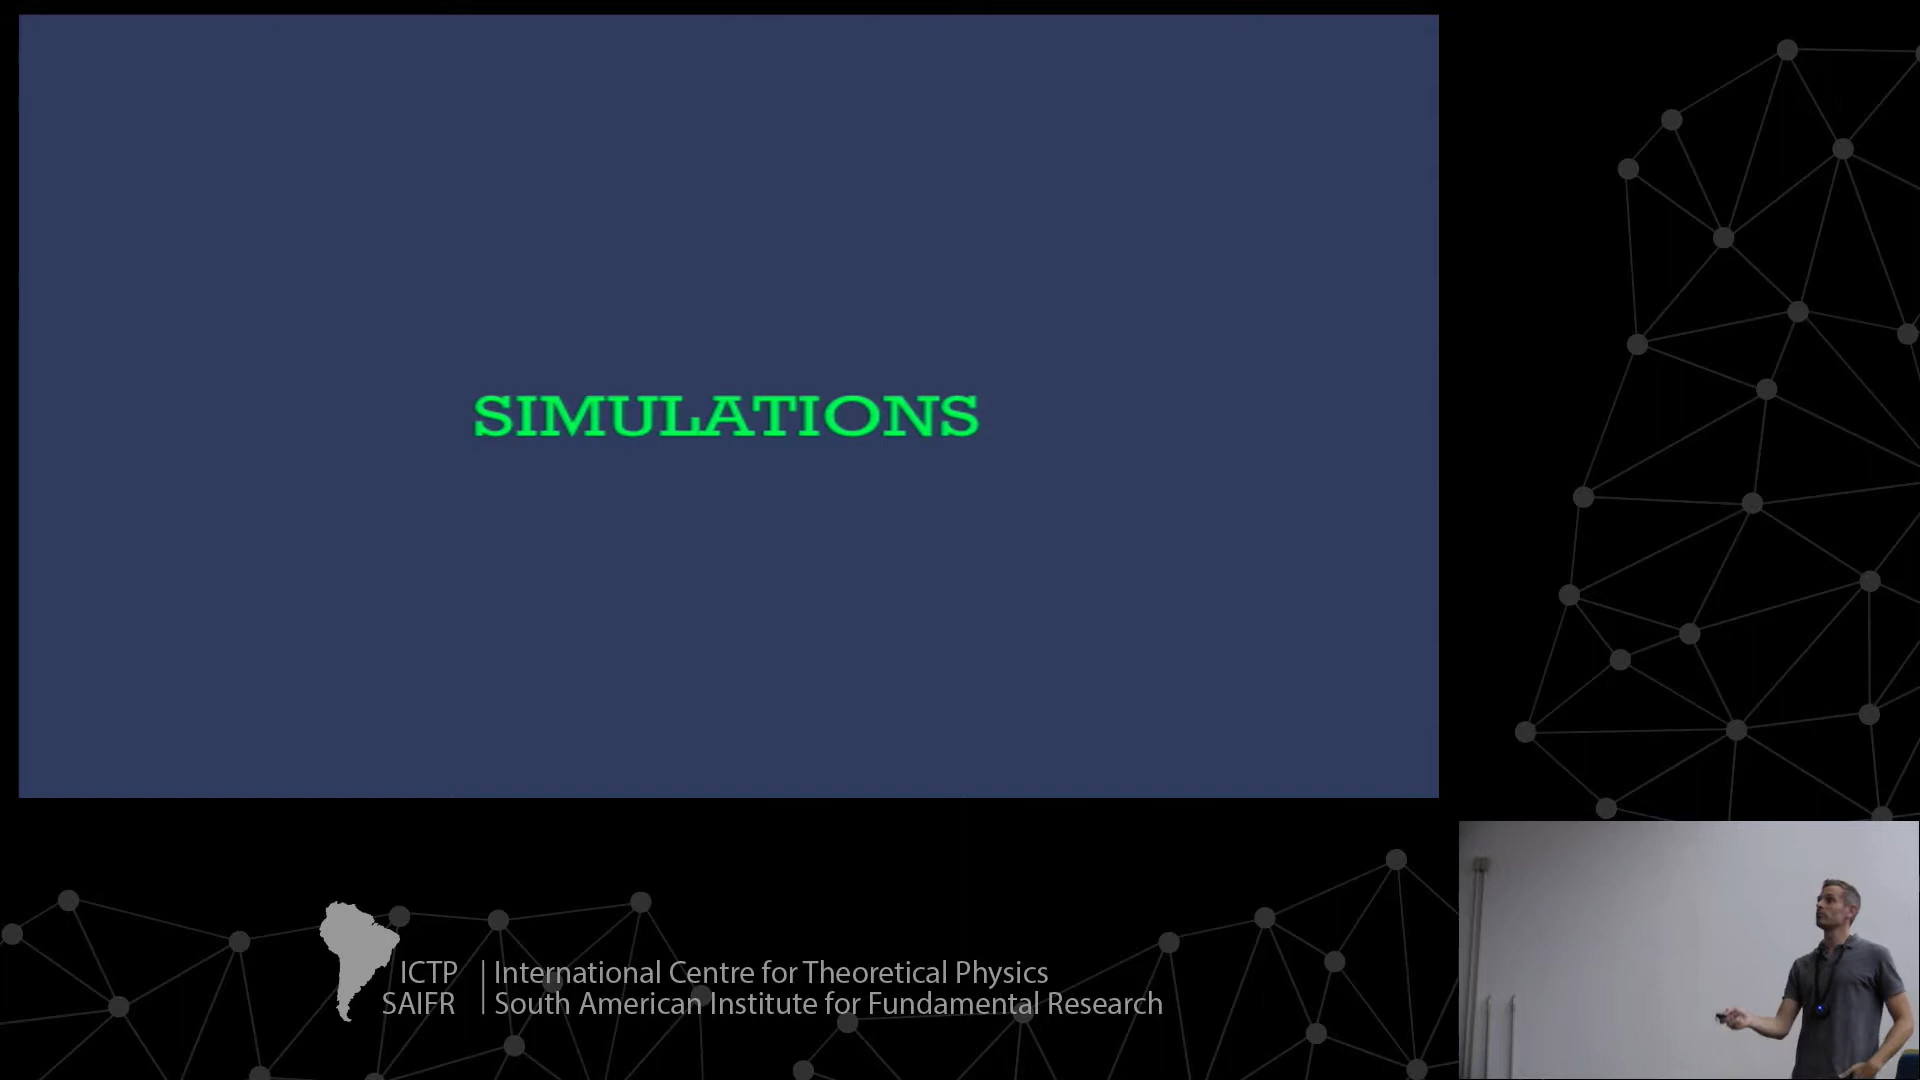 SIMULATIONS
ICTP
SAIFR
International Centre for Theoretical Physics
South American Institute for Fundamental Research